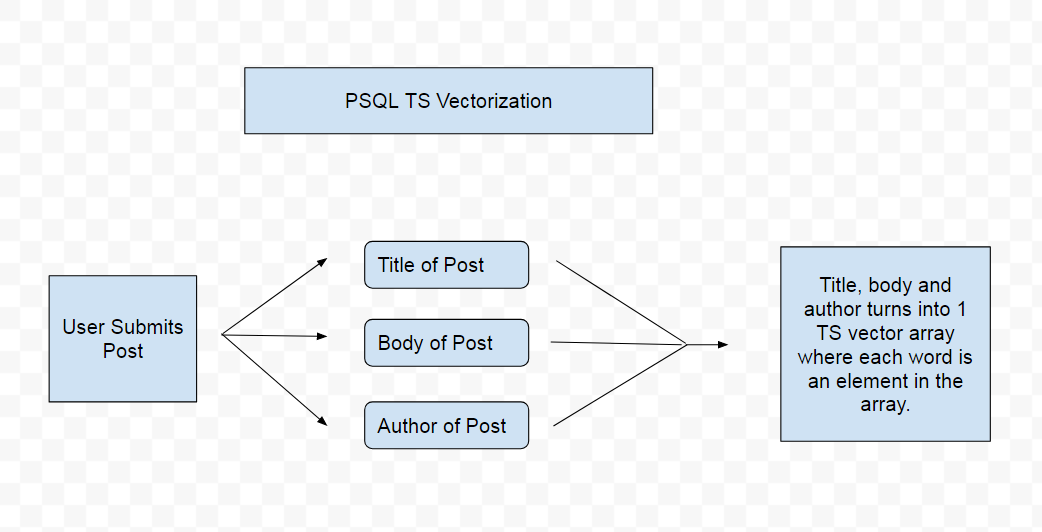 PSQL TS Vectorization
User Submits
Post
Title of Post
Body of Post
Author of Post
Title, body and
author turns into 1
TS vector array
where each word is
an element in the
array.